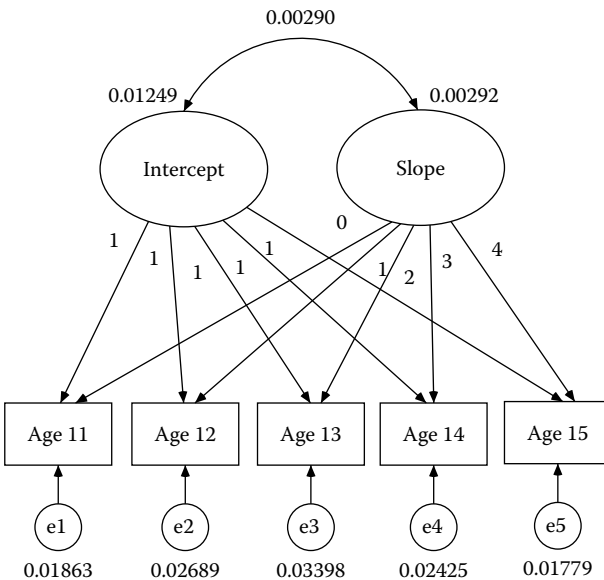 0.00290
0.01249 0.00292
Intercept Slope
1 1 1 1 1 0 1 2 3 4
Age 11 Age 12 Age 13 Age 14 Age 15
e1 e2 e3 e4 e5
0.01863 0.02689 0.03398 0.02425 0.01779